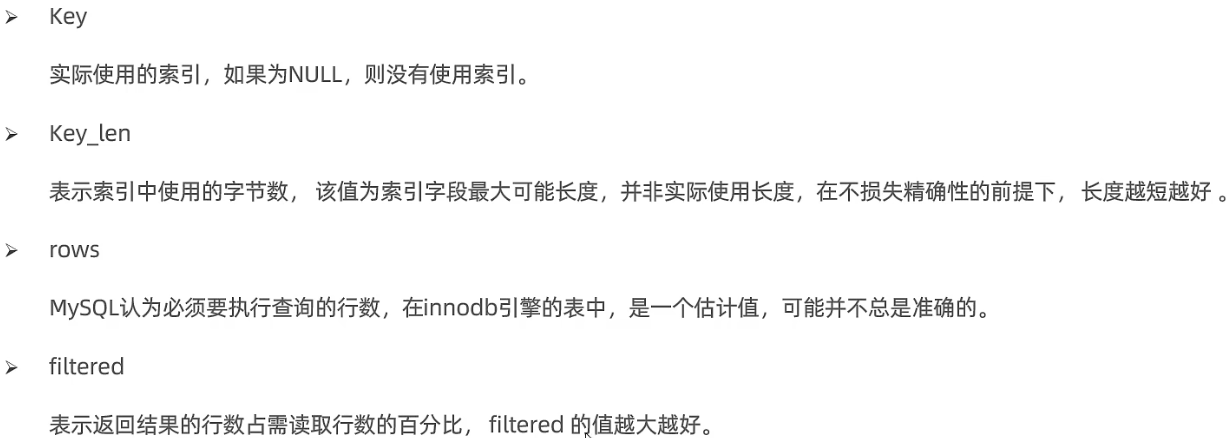 ➢ Key
实际使用的索引，如果为NULL，则没有使用索引。
➢ Key_len
表示索引中使用的字节数， 该值为索引字段最大可能长度，并非实际使用长度，在不损失精确性的前提下， 长度越短越好 。
➢ rows
MySQL认为必须要执行查询的行数，在innodb引擎的表中，是一个估计值，可能并不总是准确的。
➢ filtered
表示返回结果的行数占需读取行数的百分比， filtered 的值越大越好。